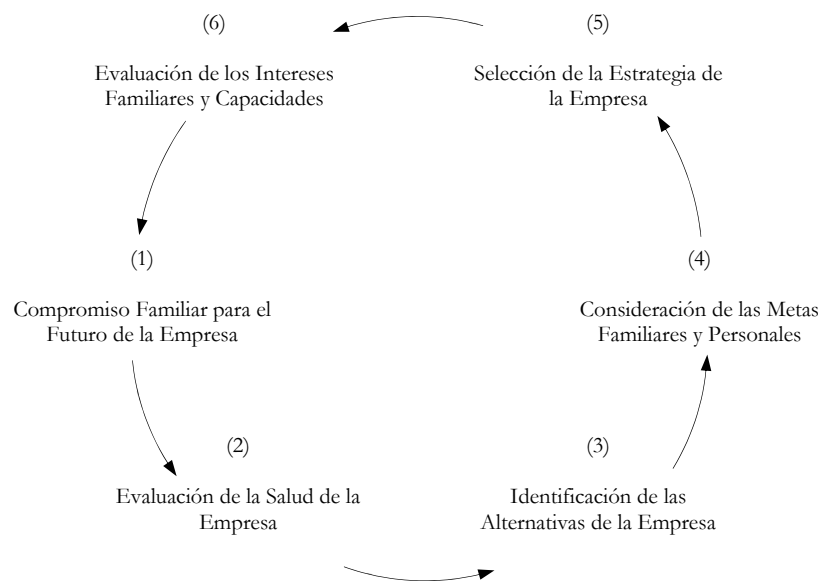 (6)
Evaluación de los Intereses
Familiares y Capacidades
(5)
Selección de la Estrategia de
la Empresa
(1)
Compromiso Familiar para el
Futuro de la Empresa
(4)
Consideración de las Metas
Familiares y Personales
(2)
Evaluación de la Salud de la
Empresa
(3)
Identificación de las
Alternativas de la Empresa